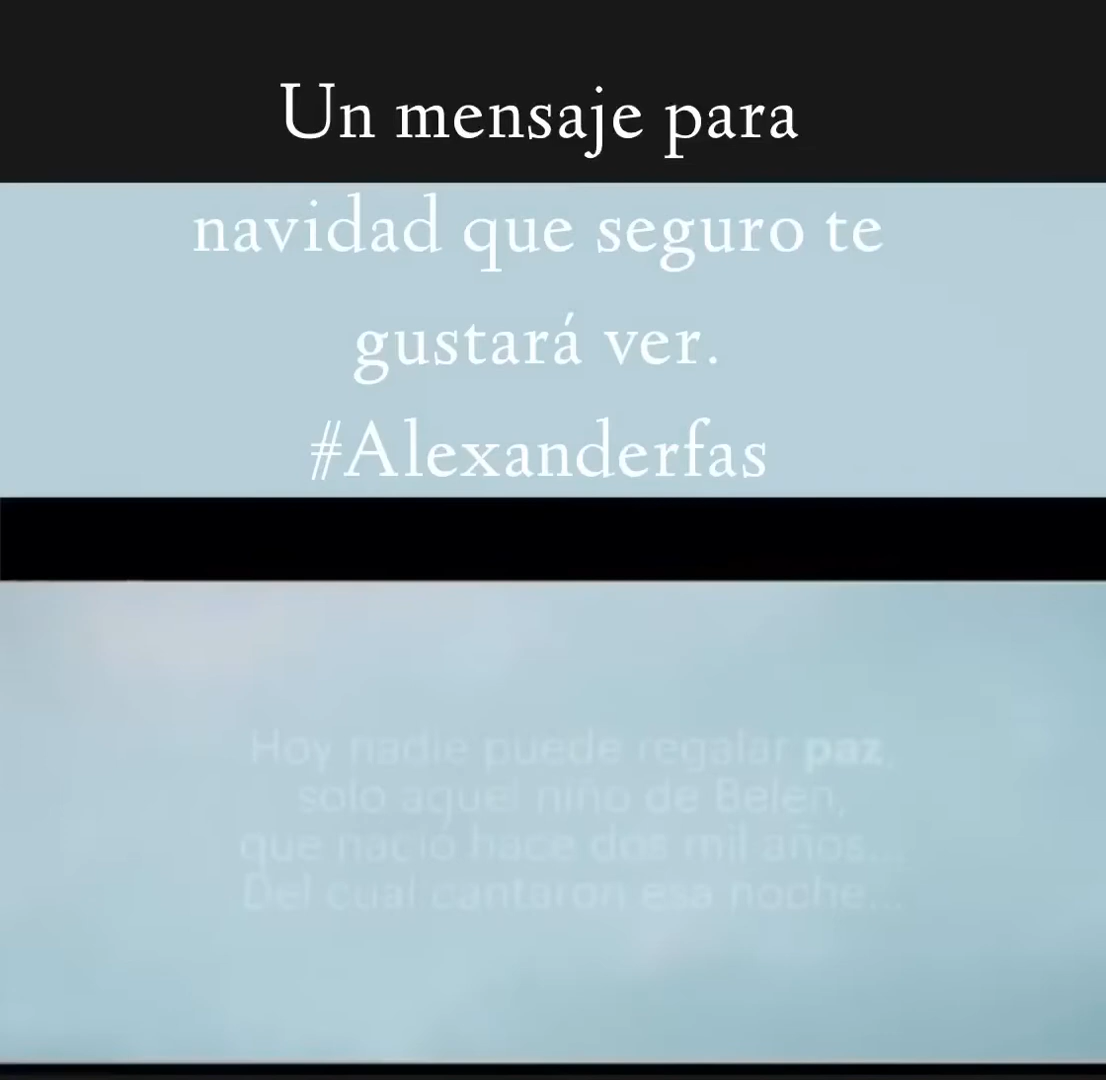 Un mensaje para
navidad que seguro te
gustará ver.
#Alexanderfas
Hoy nadie puede regalar paz,
solo aquel niño de Belén,
que nació hace dos mil años...
Del cual cantaron esa noche...